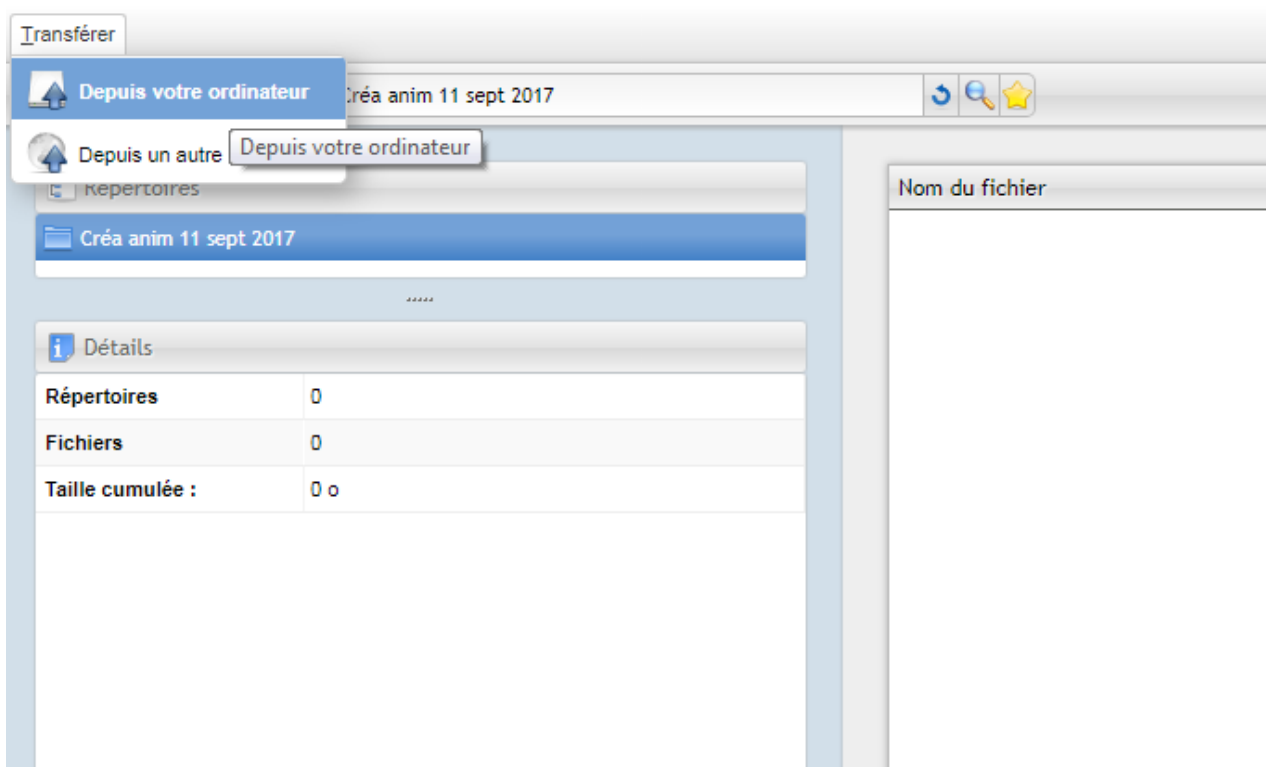 Transférer
Depuis votre ordinateur
Créa anim 11 sept 2017
Depuis un autre
Depuis votre ordinateur
Répertoires
Nom du fichier
Créa anim 11 sept 2017
Détails
Répertoires 0
Fichiers 0
Taille cumulée : 0 o